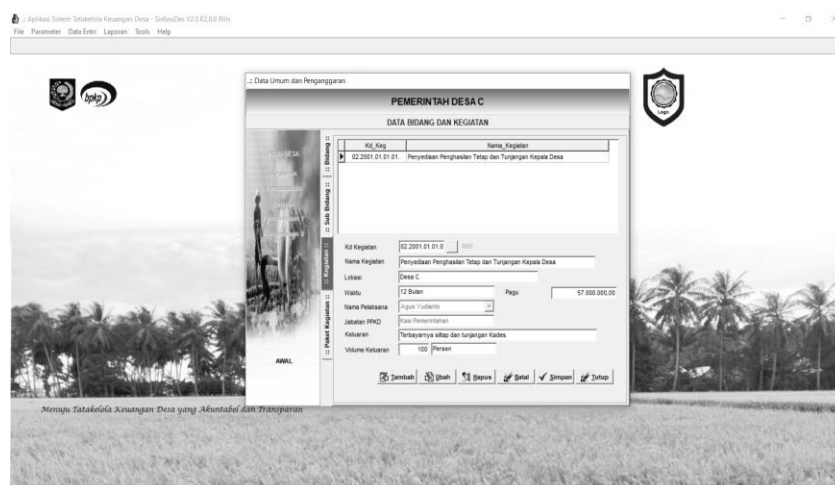 .: Aplikasi Sistem Tatakelola Keuangan Desa - SisKeuDes V2.0.R2.0.0 Rilis
File Parameter Data Entri Laporan Tools Help
bpkp
Logo
..: Data Umum dan Penganggaran
PEMERINTAH DESA C
DATA BIDANG DAN KEGIATAN
:: Bidang ::
:: Sub Bidang ::
:: Kegiatan ::
:: Paket Kegiatan ::
Kd_Keg Nama_Kegiatan
02.2001.01.01.01. Penyediaan Penghasilan Tetap dan Tunjangan Kepala Desa
Kd Kegiatan 02.2001.01.01.0 RKP
Nama Kegiatan Penyediaan Penghasilan Tetap dan Tunjangan Kepala Desa
Lokasi Desa C
Waktu 12 Bulan Pagu 57.000.000,00
Nama Pelaksana Agus Yudianto
Jabatan PPKD Kasi Pemerintahan
Keluaran Terbayarnya siltap dan tunjangan Kades
Volume Keluaran 100 Persen
AWAL
Tambah Ubah Hapus Batal Simpan Tutup
Menuju Tatakelola Keuangan Desa yang Akuntabel dan Transparan